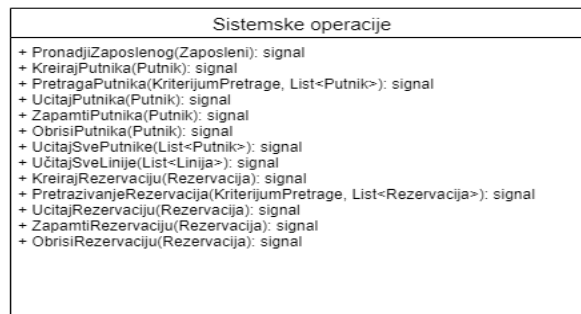 Sistemske operacije
+ PronadjiZaposlenog(Zaposleni): signal
+ KreirajPutnika(Putnik): signal
+ PretragaPutnika(KriterijumPretrage, List<Putnik>): signal
+ UcitajPutnika(Putnik): signal
+ ZapamtiPutnika(Putnik): signal
+ ObrisiPutnika(Putnik): signal
+ UcitajSvePutnike(List<Putnik>): signal
+ UčitajSveLinije(List<Linija>): signal
+ KreirajRezervaciju(Rezervacija): signal
+ PretrazivanjeRezervacija(KriterijumPretrage, List<Rezervacija>): signal
+ UcitajRezervaciju(Rezervacija): signal
+ ZapamtiRezervaciju(Rezervacija): signal
+ ObrisiRezervaciju(Rezervacija): signal